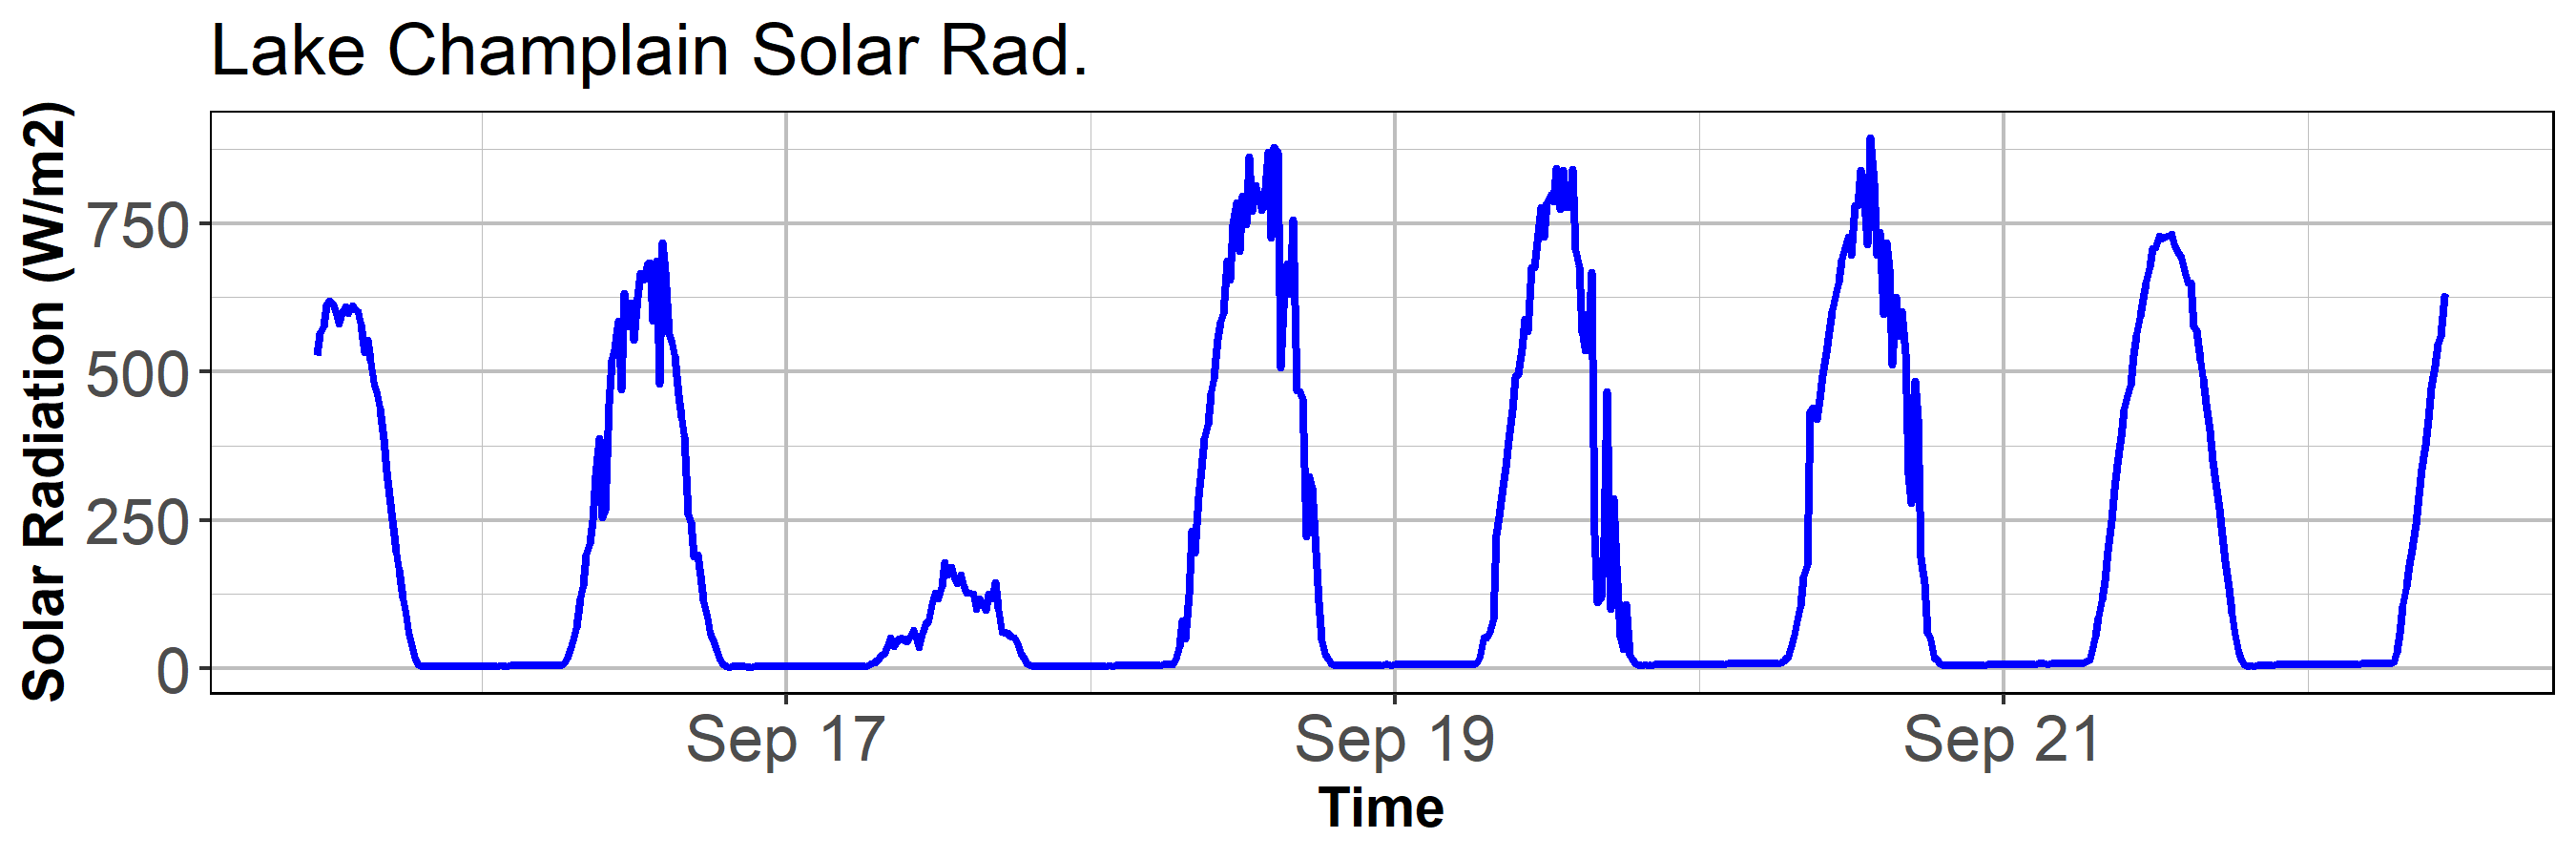 Lake Champlain Solar Rad.
Solar Radiation (W/m2)
750
500
250
0
Sep 17
Sep 19
Sep 21
Time